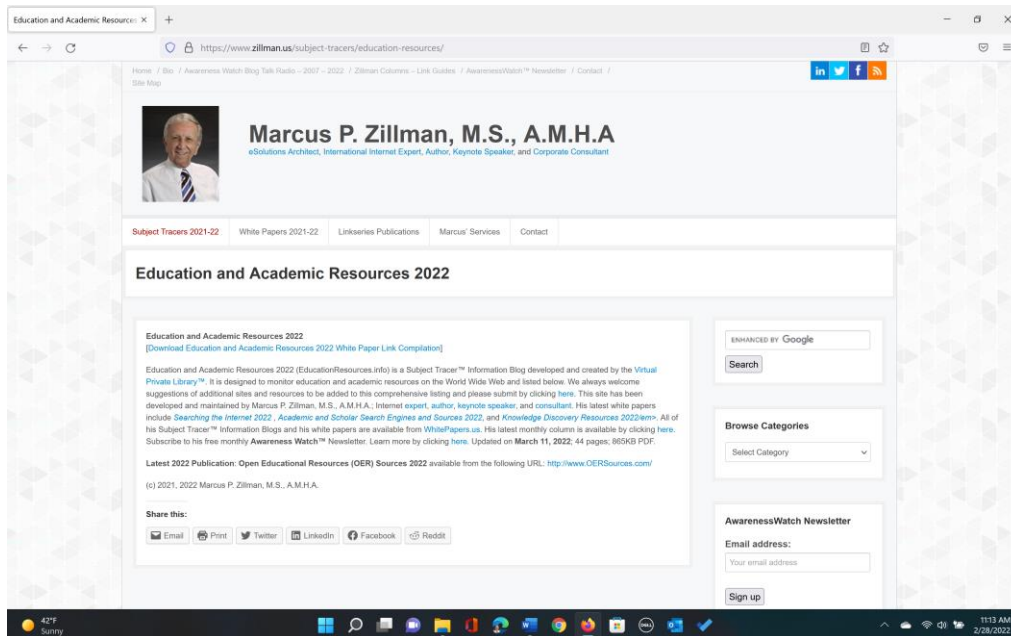 Education and Academic Resources
https://www.zillman.us/subject-tracers/education-resources/
Home / Bio / Awareness Watch Blog Talk Radio – 2007 – 2022 / Zillman Columns – Link Guides / AwarenessWatch™ Newsletter / Contact /
Site Map
Marcus P. Zillman, M.S., A.M.H.A
eSolutions Architect, International Internet Expert, Author, Keynote Speaker, and Corporate Consultant
Subject Tracers 2021-22 White Papers 2021-22 Linkseries Publications Marcus' Services Contact
Education and Academic Resources 2022
Education and Academic Resources 2022
[Download Education and Academic Resources 2022 White Paper Link Compilation]
Education and Academic Resources 2022 (EducationResources.info) is a Subject Tracer™ Information Blog developed and created by the Virtual
Private Library™. It is designed to monitor education and academic resources on the World Wide Web and listed below. We always welcome
suggestions of additional sites and resources to be added to this comprehensive listing and please submit by clicking here. This site has been
developed and maintained by Marcus P. Zillman, M.S., A.M.H.A.; Internet expert, author, keynote speaker, and consultant. His latest white papers
include Searching the Internet 2022 , Academic and Scholar Search Engines and Sources 2022, and Knowledge Discovery Resources 2022/em>. All of
his Subject Tracer™ Information Blogs and his white papers are available from WhitePapers.us. His latest monthly column is available by clicking here.
Subscribe to his free monthly Awareness Watch™ Newsletter. Learn more by clicking here. Updated on March 11, 2022; 44 pages; 865KB PDF.
Latest 2022 Publication: Open Educational Resources (OER) Sources 2022 available from the following URL: http://www.OERSources.com/
(c) 2021, 2022 Marcus P. Zillman, M.S., A.M.H.A.
Share this:
Email Print Twitter LinkedIn Facebook Reddit
ENHANCED BY Google
Search
Browse Categories
Select Category
AwarenessWatch Newsletter
Email address:
Your email address
Sign up
42°F
Sunny
11:13 AM
2/28/2022